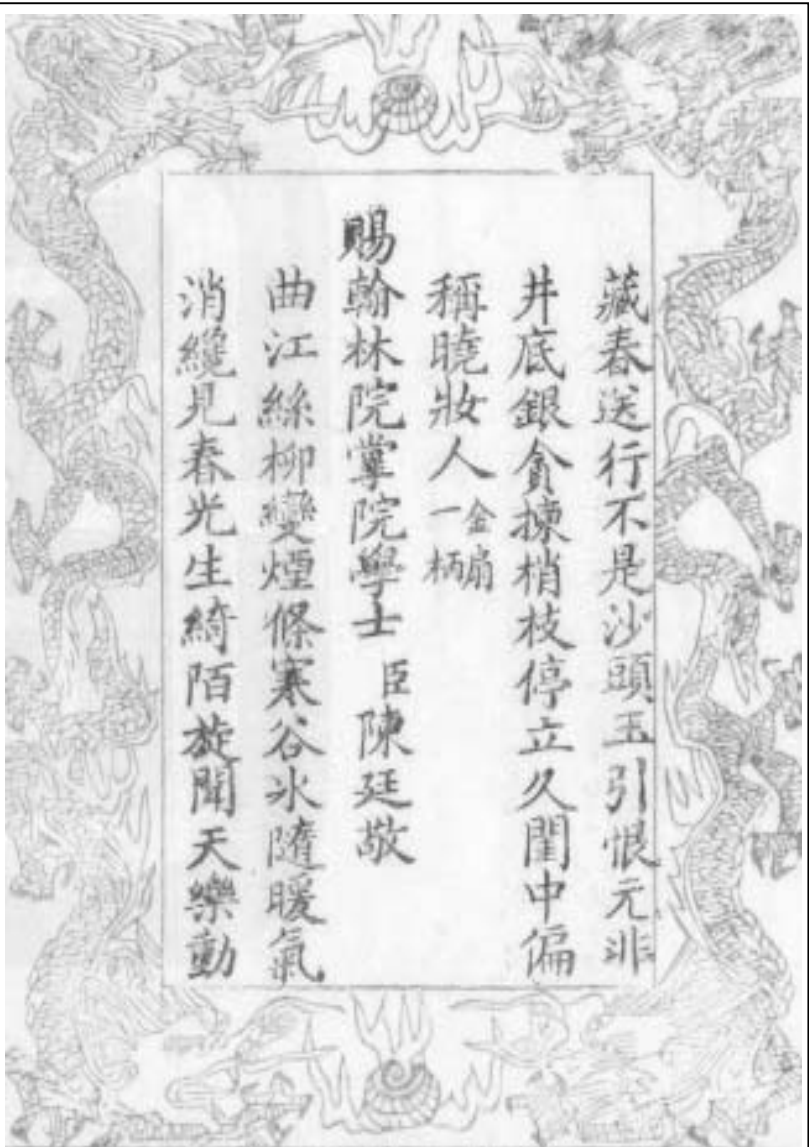 藏春送行不是沙頭玉引恨元非
井底銀貪揀梢枝停立久閨中偏
稱曉妝人金扇一柄
賜翰林院掌院學士臣陳廷敬
曲江絲柳變煙條寒谷冰隨暖氣
消纔見春光生綺陌旋聞天樂動